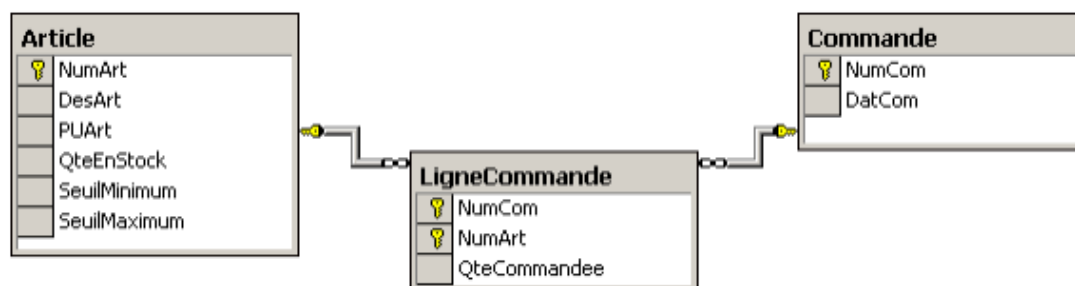 Article
NumArt
DesArt
PUArt
QteEnStock
SeuilMinimum
SeuilMaximum
Commande
NumCom
DatCom
LigneCommande
NumCom
NumArt
QteCommandee